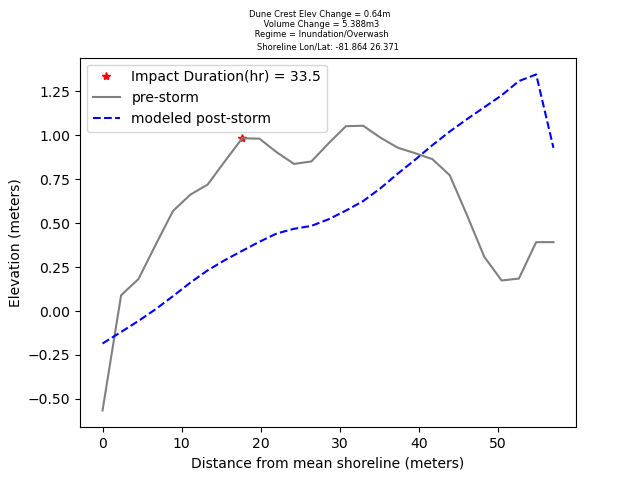 Dune Crest Elev Change = 0.64m
Volume Change = 5.388m3
Regime = Inundation/Overwash
Shoreline Lon/Lat: -81.864 26.371
Impact Duration(hr) = 33.5
pre-storm
modeled post-storm
1.25
1.00
0.75
0.50
0.25
0.00
−0.25
−0.50
Elevation (meters)
0 10 20 30 40 50
Distance from mean shoreline (meters)